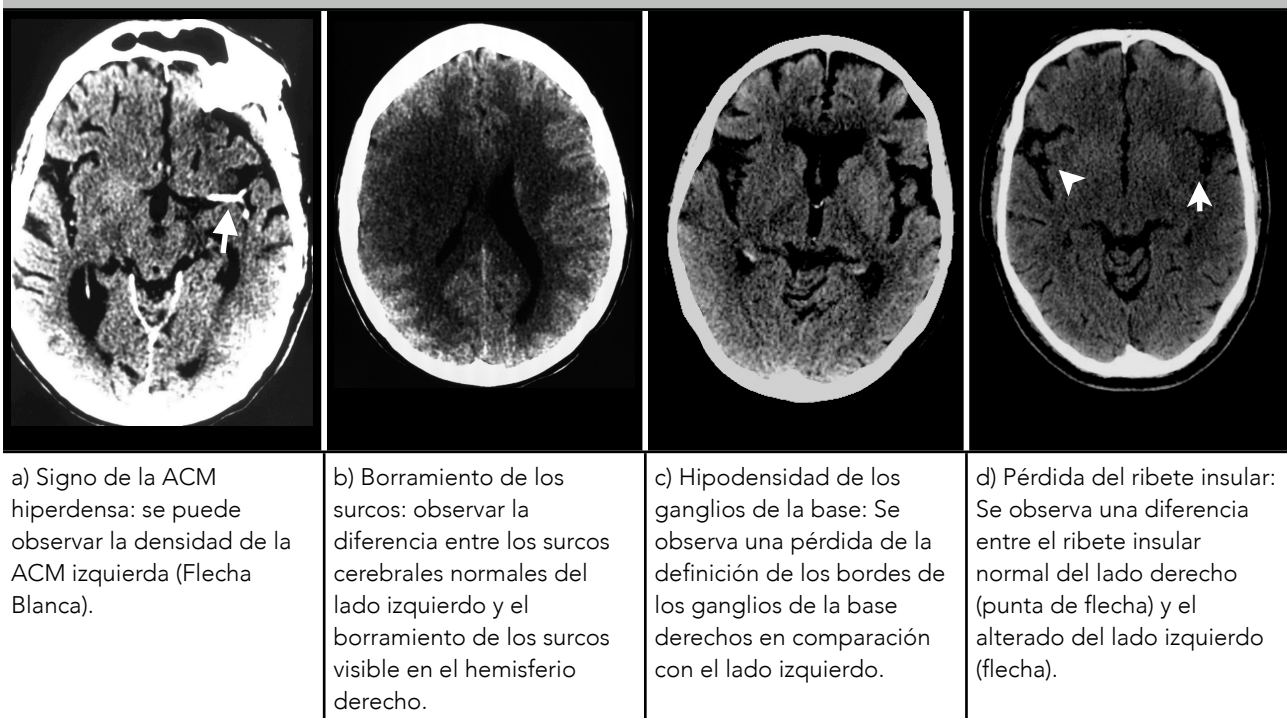 a) Signo de la ACM
hiperdensa: se puede
observar la densidad de la
ACM izquierda (Flecha
Blanca).
b) Borramiento de los
surcos: observar la
diferencia entre los surcos
cerebrales normales del
lado izquierdo y el
borramiento de los surcos
visible en el hemisferio
derecho.
c) Hipodensidad de los
ganglios de la base: Se
observa una pérdida de la
definición de los bordes de
los ganglios de la base
derechos en comparación
con el lado izquierdo.
d) Pérdida del ribete insular:
Se observa una diferencia
entre el ribete insular
normal del lado derecho
(punta de flecha) y el
alterado del lado izquierdo
(flecha).